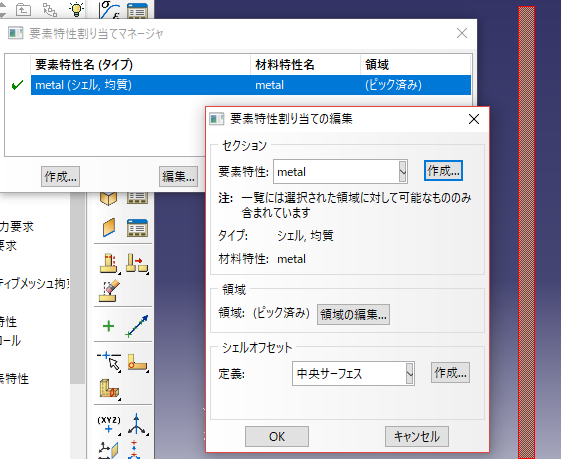 要素特性割り当てマネージャ
要素特性名 (タイプ) 材料特性名 領域
metal (シェル, 均質) metal (ピック済み)
作成... 編集...
要素特性割り当ての編集
セクション
要素特性: metal 作成...
注: 一覧には選択された領域に対して可能なもののみ
含まれています
タイプ: シェル, 均質
材料特性: metal
領域
領域: (ピック済み) 領域の編集...
シェルオフセット
定義: 中央サーフェス 作成...
OK キャンセル
力要求
要求
ティブメッシュ拘
特性
ロール
素特性
(XYZ)